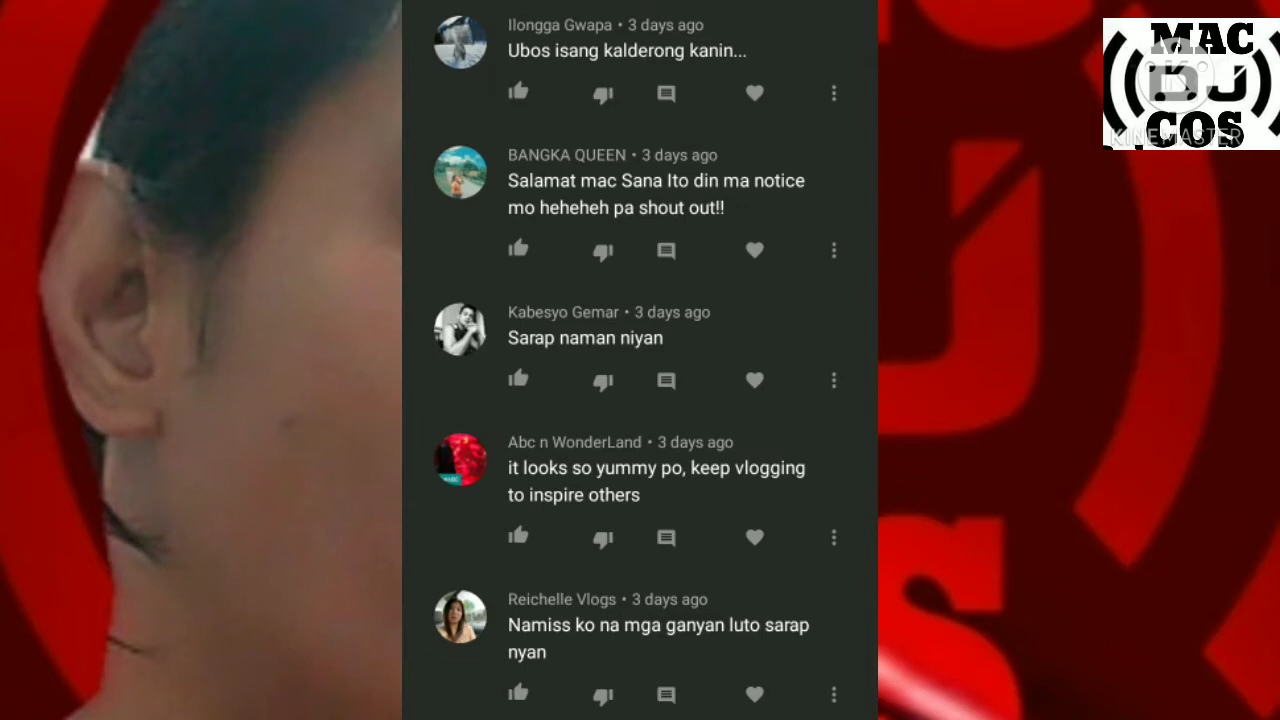 Ilongga Gwapa • 3 days ago
Ubos isang kalderong kanin...
BANGKA QUEEN • 3 days ago
Salamat mac Sana Ito din ma notice
mo heheheh pa shout out!!
Kabesyo Gemar • 3 days ago
Sarap naman niyan
Abc n WonderLand • 3 days ago
it looks so yummy po, keep vlogging
to inspire others
Reichelle Vlogs • 3 days ago
Namiss ko na mga ganyan luto sarap
nyan
MAC
DJ
COS
KINEMASTER